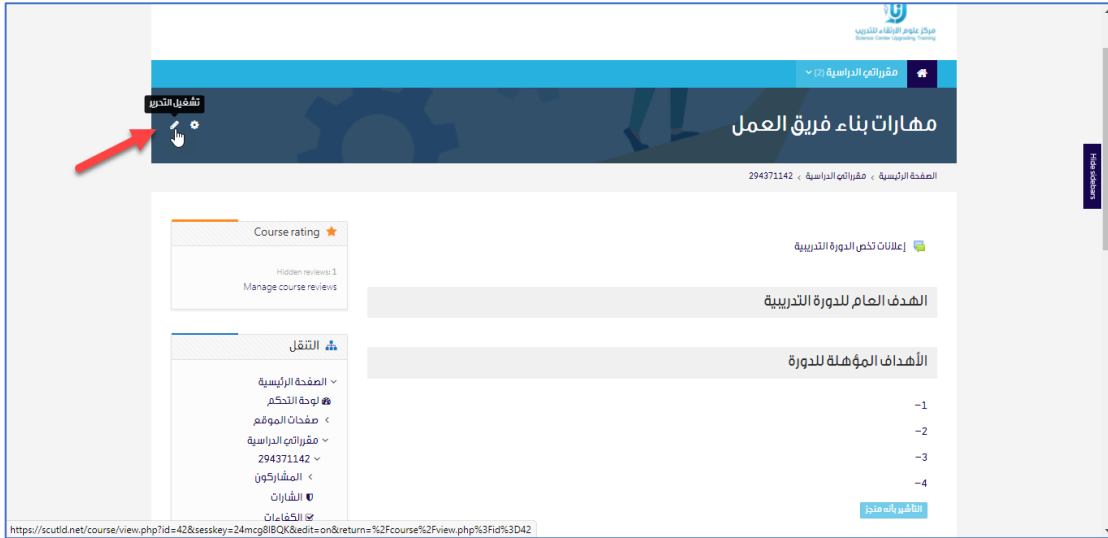 مركز علوم الارتقاء للتدريب
Science Center Upgrading Training
مقرراتي الدراسية (2)
تشغيل التحرير
مهارات بناء فريق العمل
Hide sidebars
الصفحة الرئيسية › مقرراتي الدراسية › 294371142
إعلانات تخص الدورة التدريبية
الهدف العام للدورة التدريبية
الأهداف المؤهلة للدورة
1–
2–
3–
4–
التأشير بأنه منجز
Course rating
Hidden reviews: 1
Manage course reviews
التنقل
الصفحة الرئيسية
لوحة التحكم
صفحات الموقع
مقرراتي الدراسية
294371142
المشاركون
الشارات
الكفاءات
https://scutld.net/course/view.php?id=42&sesskey=24mcg8IBQK&edit=on&return=%2Fcourse%2Fview.php%3Fid%3D42